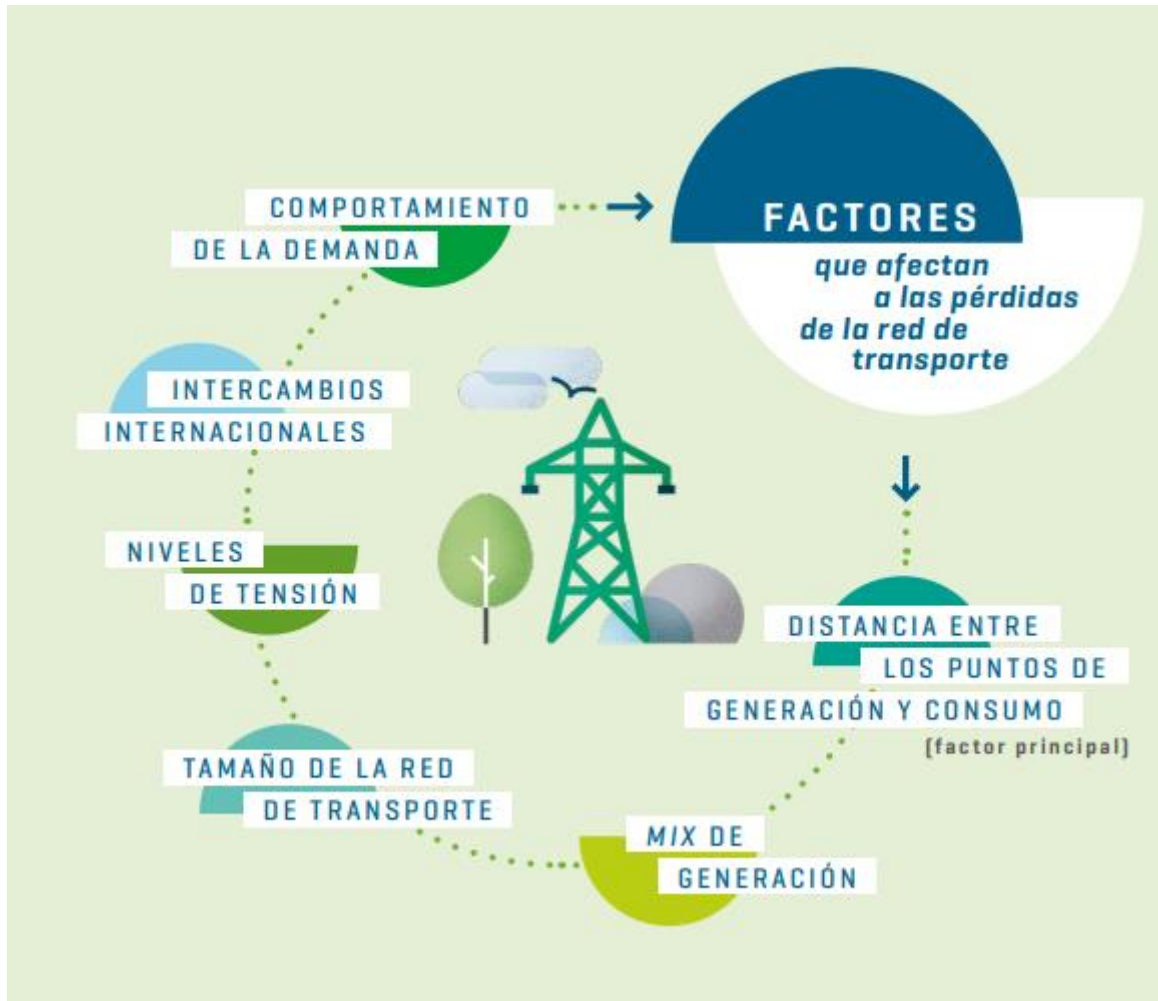 FACTORES
que afectan
a las pérdidas
de la red de
transporte
DISTANCIA ENTRE
LOS PUNTOS DE
GENERACIÓN Y CONSUMO
(factor principal)
MIX DE
GENERACIÓN
TAMAÑO DE LA RED
DE TRANSPORTE
NIVELES
DE TENSIÓN
INTERCAMBIOS
INTERNACIONALES
COMPORTAMIENTO
DE LA DEMANDA